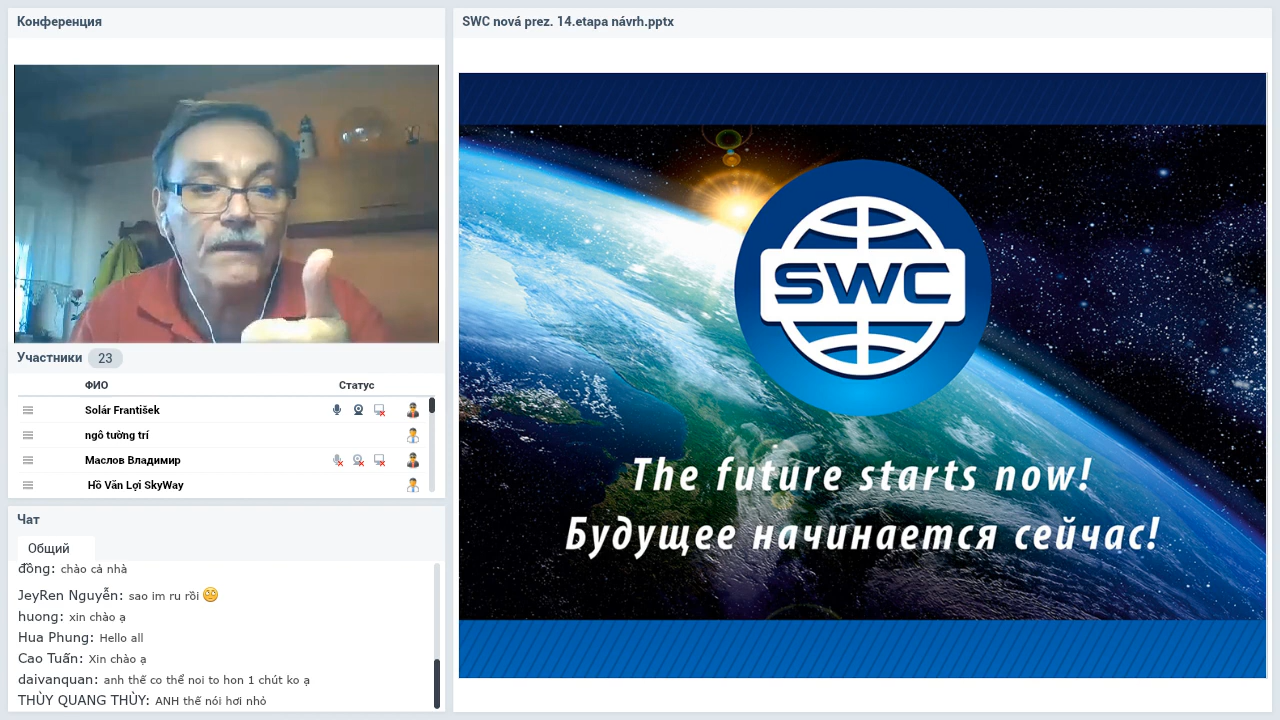 Конференция
Участники 23
ФИО Статус
Solár František
ngô tường trí
Маслов Владимир
Hồ Văn Lợi SkyWay
Чат
Общий
đồng: chào cả nhà
JeyRen Nguyễn: sao im ru rồi
huong: xin chào ạ
Hua Phung: Hello all
Cao Tuấn: Xin chào ạ
daivanquan: anh thế co thể noi to hon 1 chút ko ạ
THÙY QUANG THÙY: ANH thế nói hơi nhỏ
SWC nová prez. 14.etapa návrh.pptx
SWC
The future starts now!
Будущее начинается сейчас!